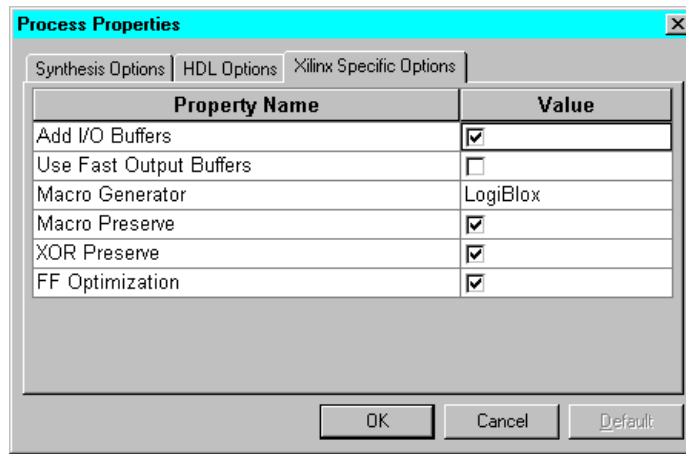 Process Properties
Synthesis Options HDL Options Xilinx Specific Options
Property Name Value
Add I/O Buffers
Use Fast Output Buffers
Macro Generator LogiBlox
Macro Preserve
XOR Preserve
FF Optimization
OK Cancel Default